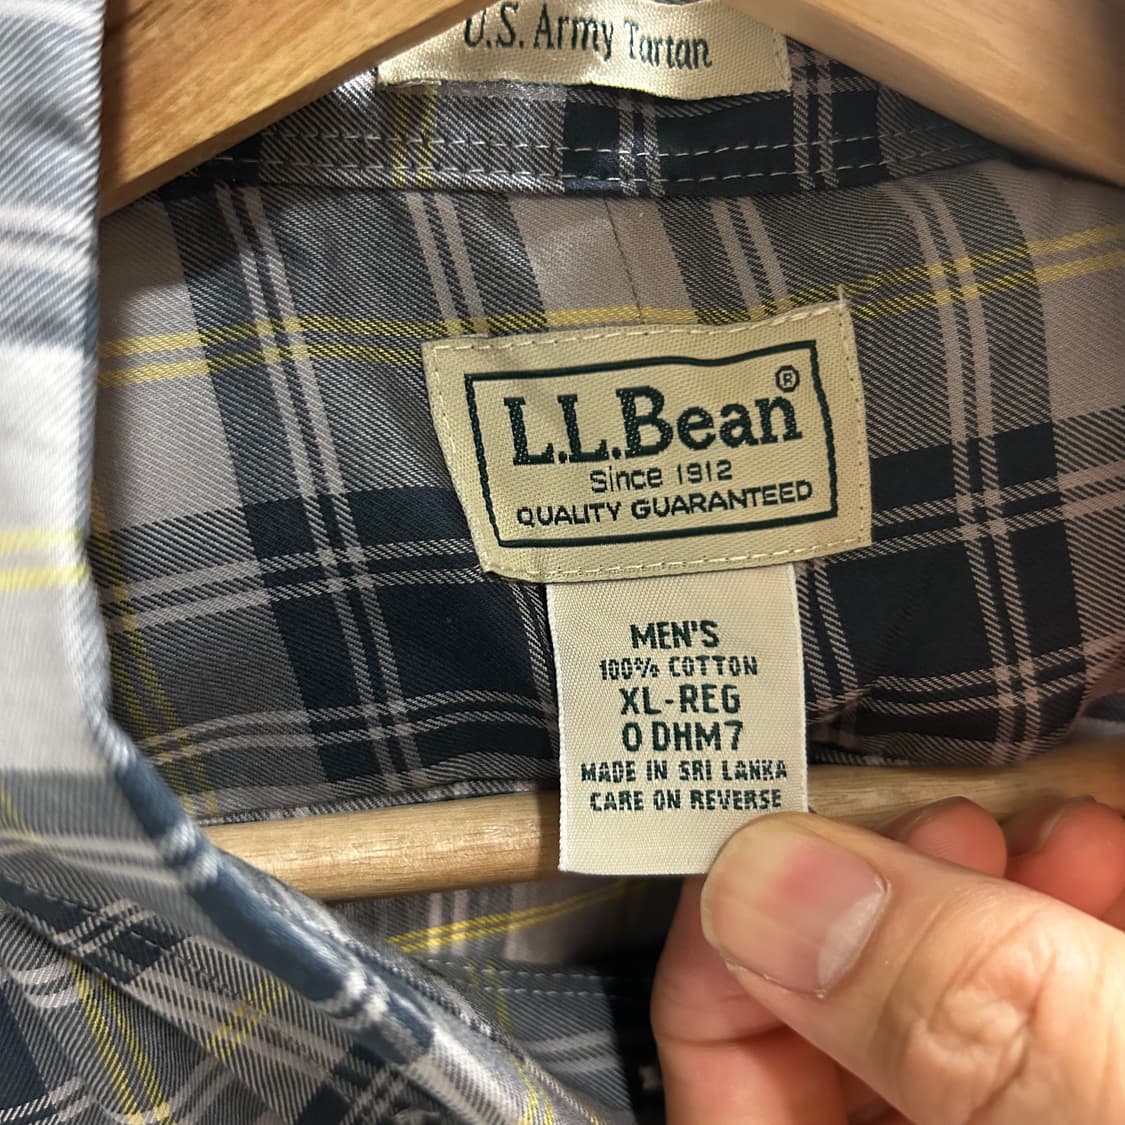 U.S. Army Tartan
L.L.Bean®
Since 1912
QUALITY GUARANTEED
MEN'S
100% COTTON
XL-REG
0 DHM7
MADE IN SRI LANKA
CARE ON REVERSE